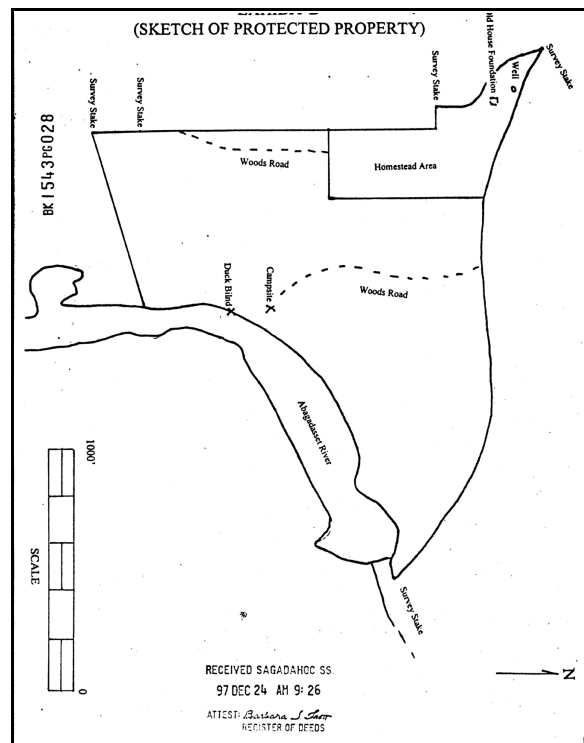 (SKETCH OF PROTECTED PROPERTY)
Survey Stake
Survey Stake
Survey Stake
House Foundation
Well
Survey Stake
BK1543PG028
Woods Road
Homestead Area
Duck Blind
Campsite
Woods Road
Abagadasset River
1000'
SCALE
0
Survey Stake
N
RECEIVED SAGADAHOC SS.
97 DEC 24 AM 9:26
ATTEST:
REGISTER OF DEEDS